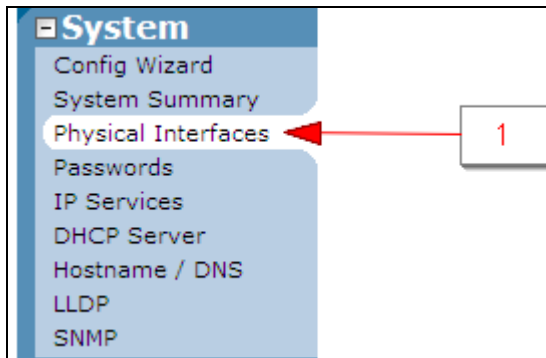 System
Config Wizard
System Summary
Physical Interfaces
1
Passwords
IP Services
DHCP Server
Hostname / DNS
LLDP
SNMP